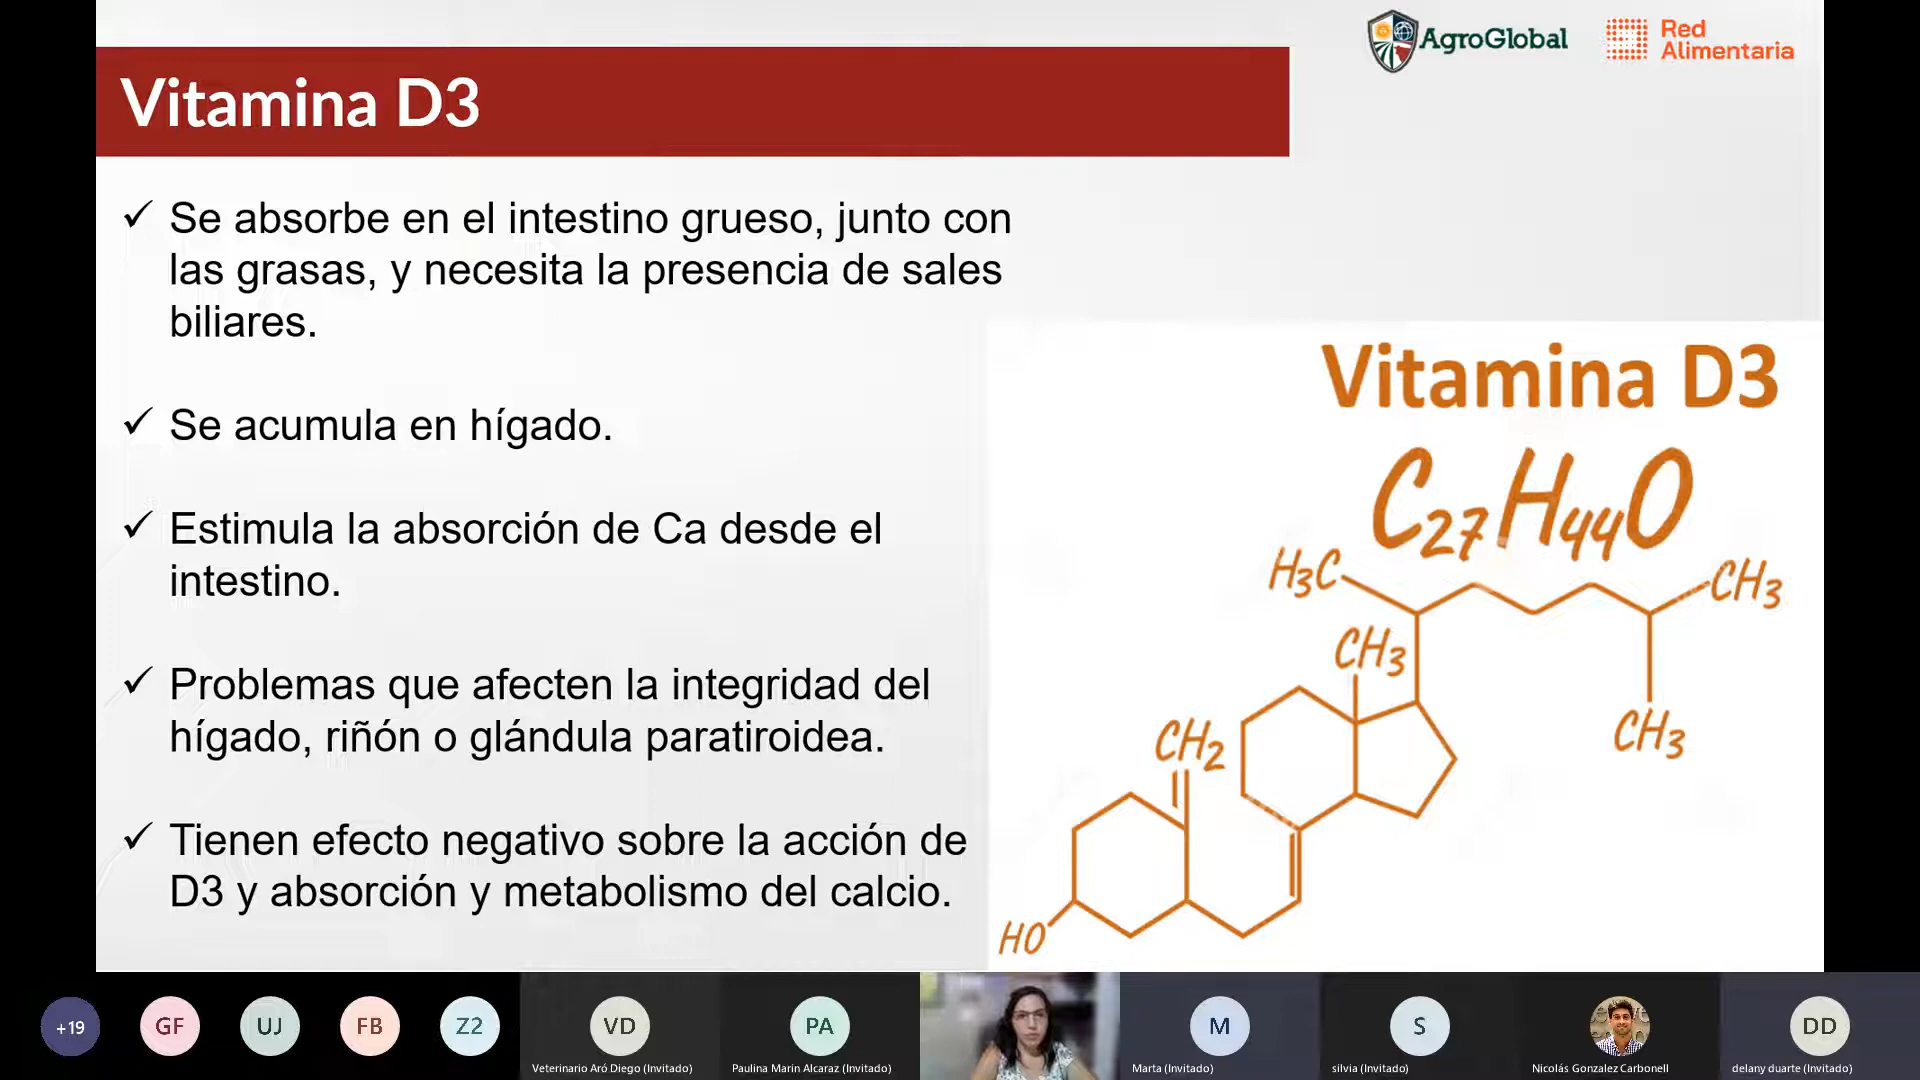 AgroGlobal
Red
Alimentaria
Vitamina D3
✓ Se absorbe en el intestino grueso, junto con
las grasas, y necesita la presencia de sales
biliares.
✓ Se acumula en hígado.
✓ Estimula la absorción de Ca desde el
intestino.
✓ Problemas que afecten la integridad del
hígado, riñón o glándula paratiroidea.
✓ Tienen efecto negativo sobre la acción de
D3 y absorción y metabolismo del calcio.
Vitamina D3
C27H44O
H3C
CH3
CH3
CH3
CH2
HO
+19
GF
UJ
FB
Z2
VD
PA
M
S
DD
Veterinario Aró Diego (Invitado)
Paulina Marin Alcaraz (Invitado)
Marta (Invitado)
silvia (Invitado)
Nicolás Gonzalez Carbonell
delany duarte (Invitado)